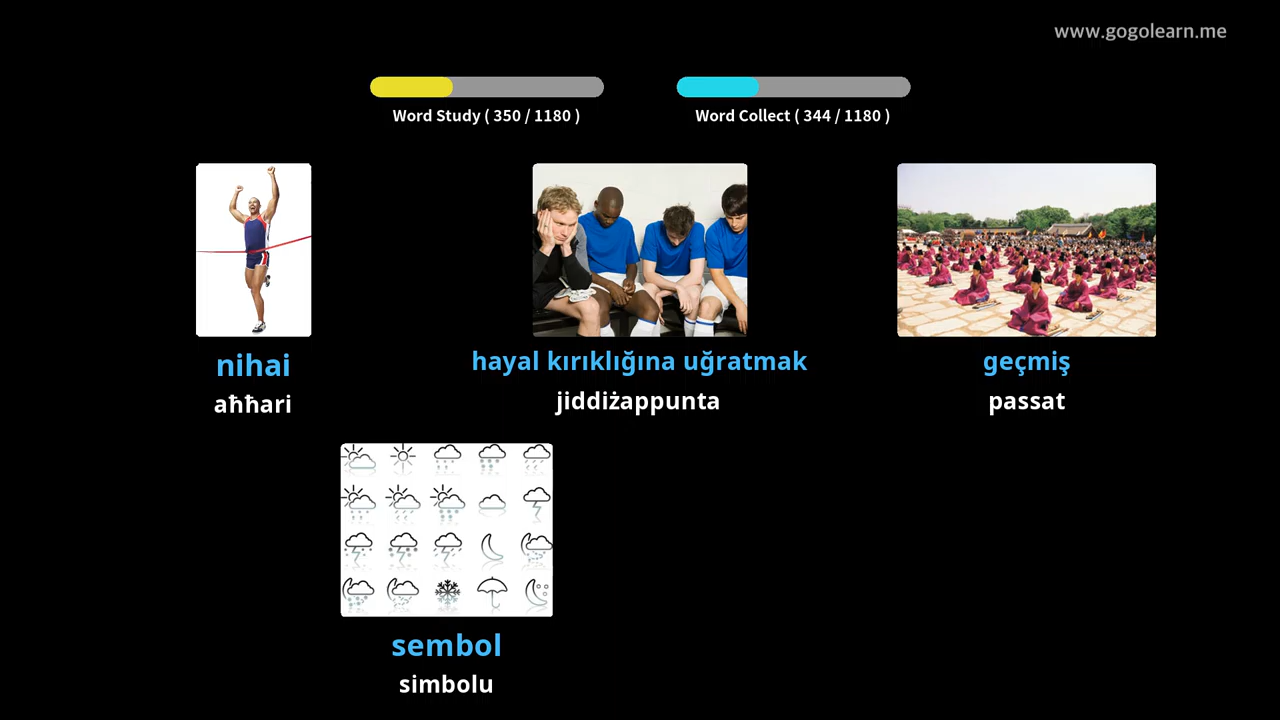 www.gogolearn.me
Word Study ( 350 / 1180 )
Word Collect ( 344 / 1180 )
nihai
aħħari
hayal kırıklığına uğratmak
jiddiżappunta
geçmiş
passat
sembol
simbolu